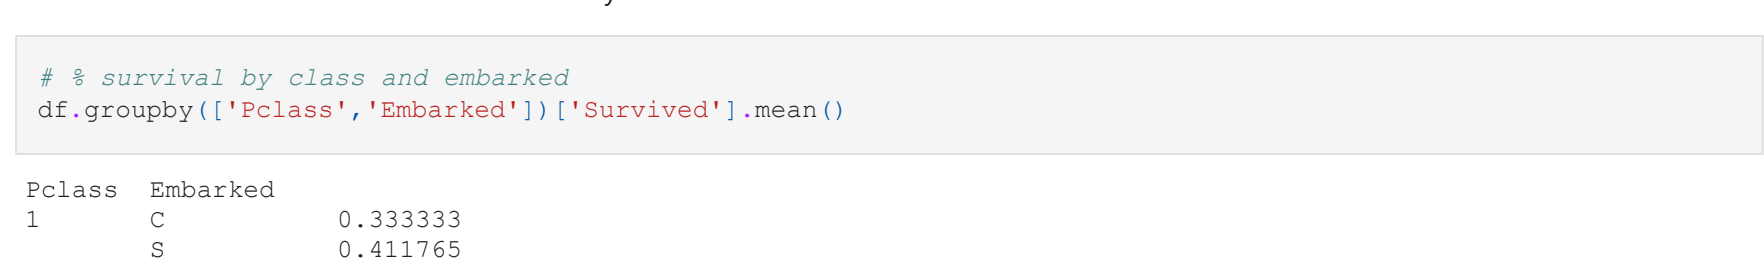 # % survival by class and embarked
df.groupby(['Pclass','Embarked'])['Survived'].mean()
Pclass  Embarked
1       C           0.333333
        S           0.411765